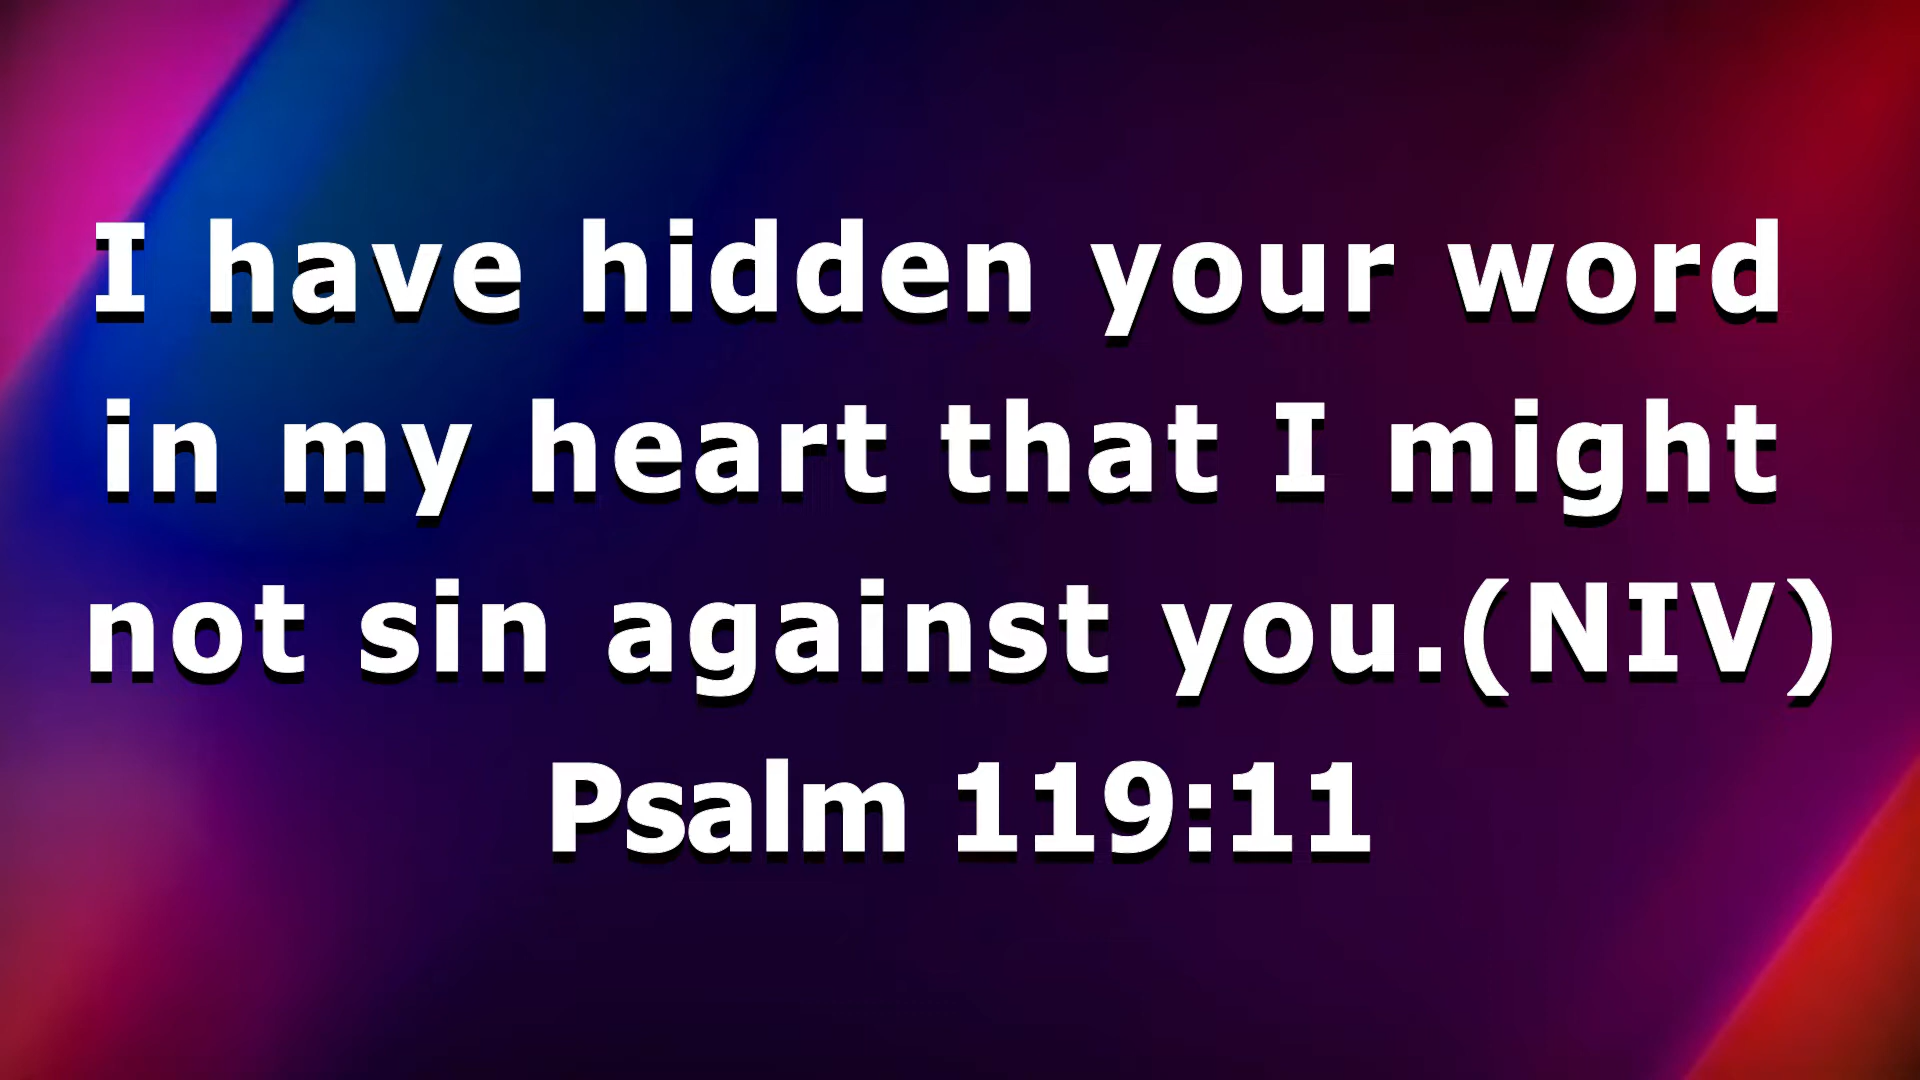 I have hidden your word
in my heart that I might
not sin against you.(NIV)
Psalm 119:11